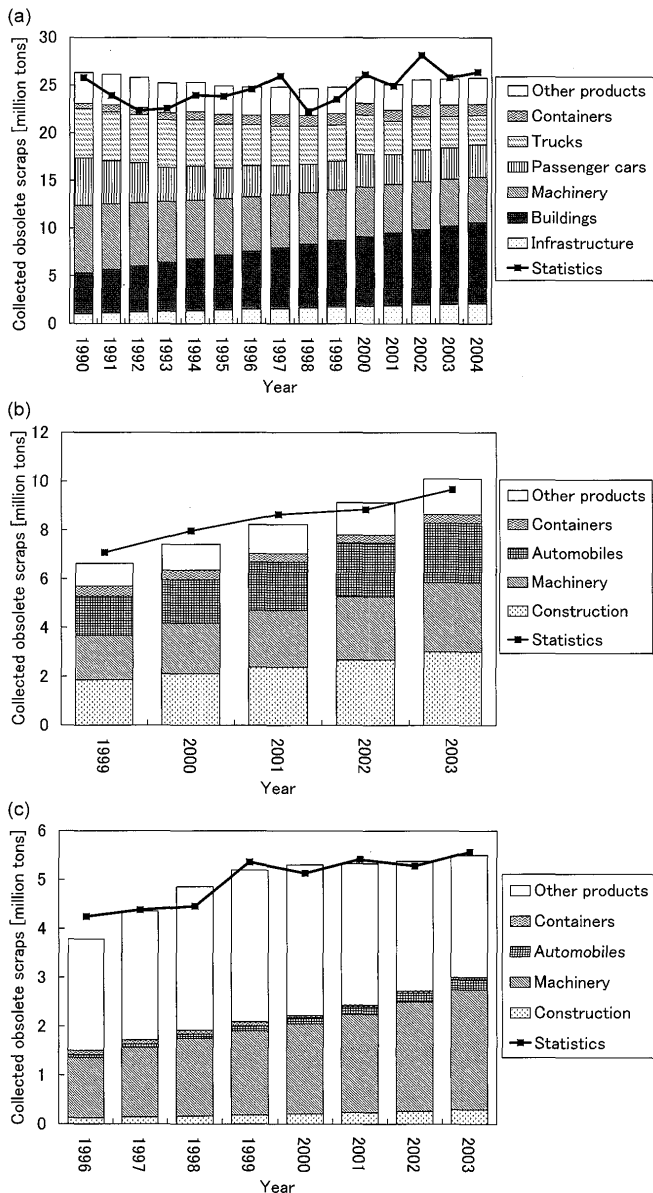 (a)
Collected obsolete scraps [million tons]
30
25
20
15
10
5
0
1990
1991
1992
1993
1994
1995
1996
1997
1998
1999
2000
2001
2002
2003
2004
Year
Other products
Containers
Trucks
Passenger cars
Machinery
Buildings
Infrastructure
Statistics
(b)
Collected obsolete scraps [million tons]
12
10
8
6
4
2
0
1999
2000
2001
2002
2003
Year
Other products
Containers
Automobiles
Machinery
Construction
Statistics
(c)
Collected obsolete scraps [million tons]
6
5
4
3
2
1
0
1996
1997
1998
1999
2000
2001
2002
2003
Year
Other products
Containers
Automobiles
Machinery
Construction
Statistics